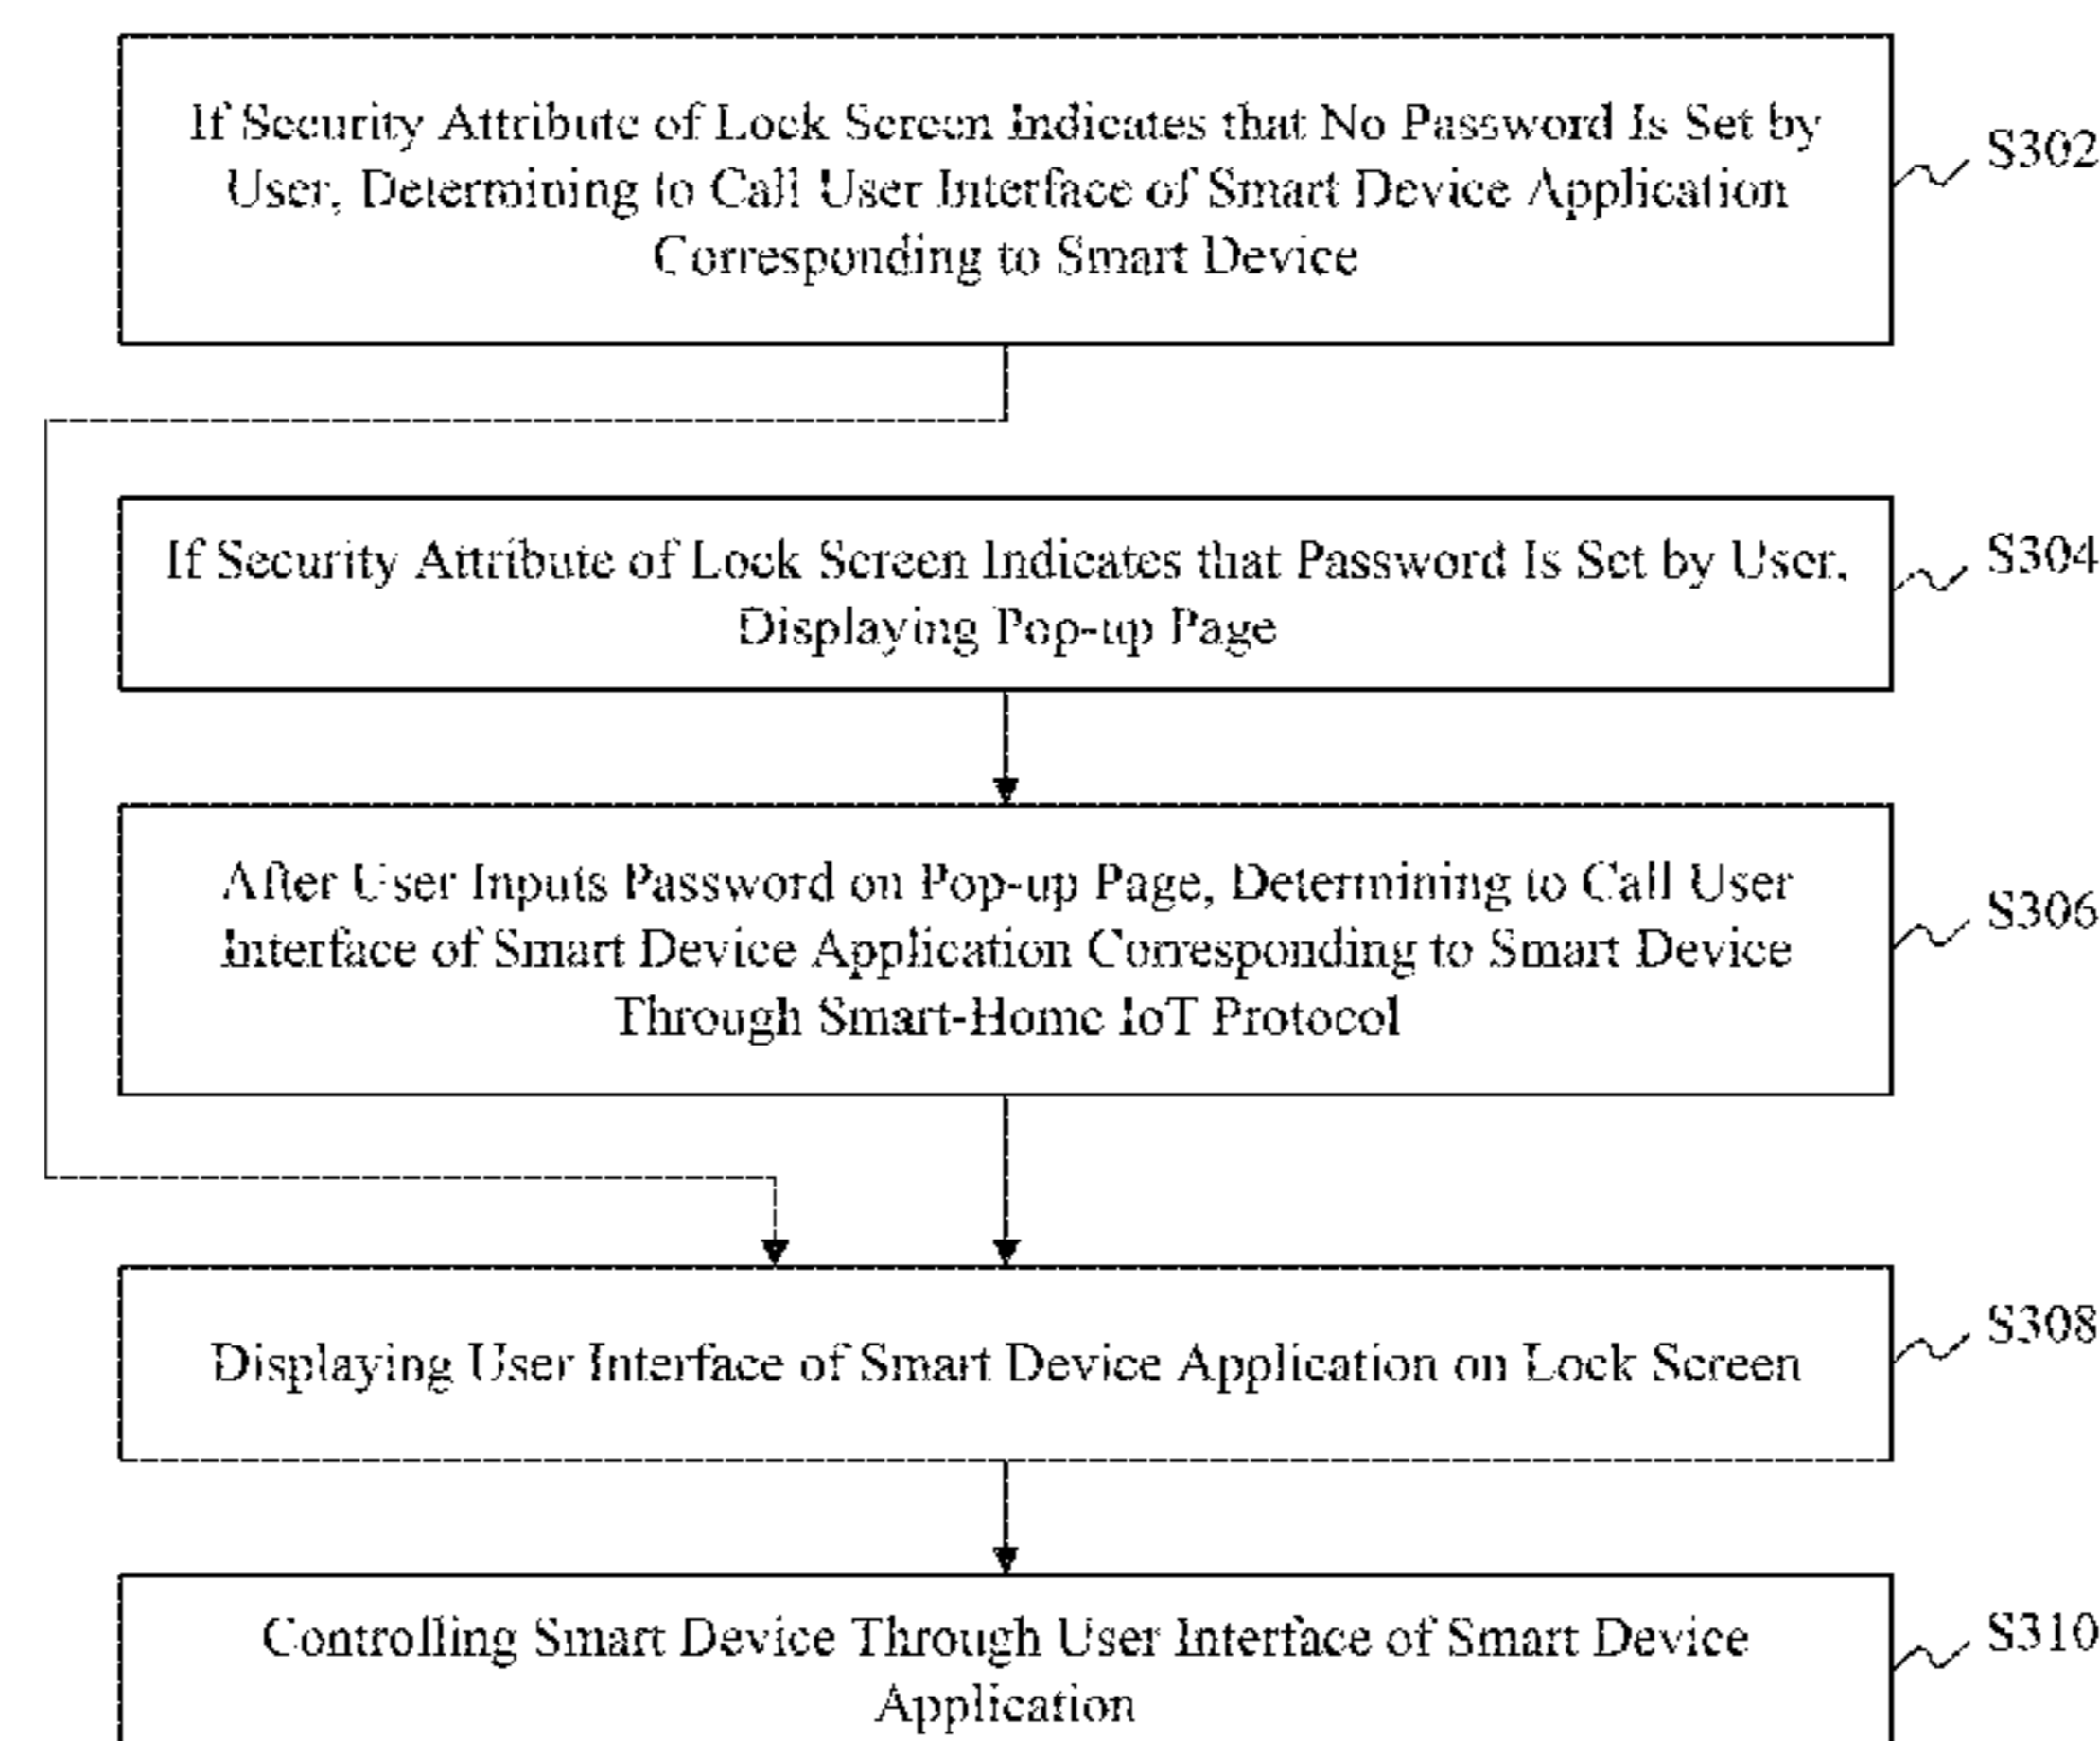 If Security Attribute of Lock Screen Indicates that No Password Is Set by
User, Determining to Call User Interface of Smart Device Application
Corresponding to Smart Device
S302
If Security Attribute of Lock Screen Indicates that Password Is Set by User,
Displaying Pop-up Page
S304
After User Inputs Password on Pop-up Page, Determining to Call User
Interface of Smart Device Application Corresponding to Smart Device
Through Smart-Home IoT Protocol
S306
Displaying User Interface of Smart Device Application on Lock Screen
S308
Controlling Smart Device Through User Interface of Smart Device
Application
S310